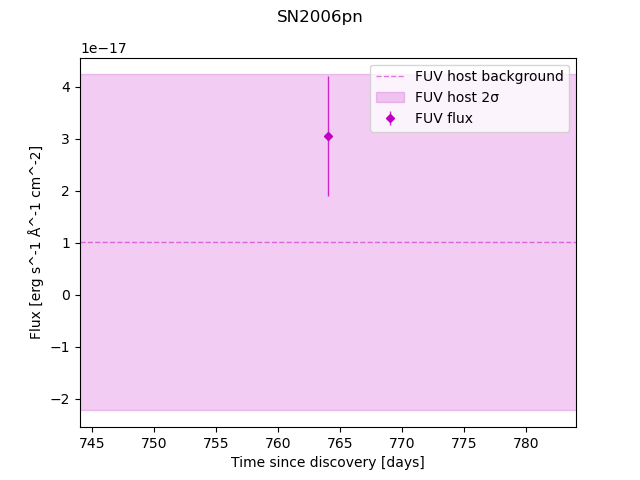 SN2006pn
1e−17
FUV host background
FUV host 2σ
FUV flux
4
3
2
1
0
−1
−2
Flux [erg s^-1 Å^-1 cm^-2]
745 750 755 760 765 770 775 780
Time since discovery [days]